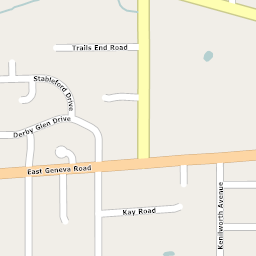 Trails End Road
Stableford Drive
Derby Glen Drive
East Geneva Road
Kay Road
Kenilworth Avenue